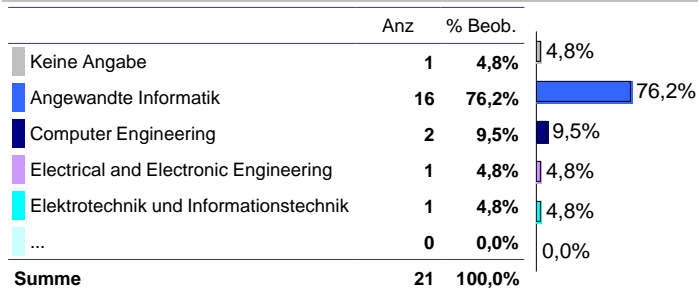 Anz % Beob.
Keine Angabe 1 4,8% 4,8%
Angewandte Informatik 16 76,2% 76,2%
Computer Engineering 2 9,5% 9,5%
Electrical and Electronic Engineering 1 4,8% 4,8%
Elektrotechnik und Informationstechnik 1 4,8% 4,8%
... 0 0,0% 0,0%
Summe 21 100,0%